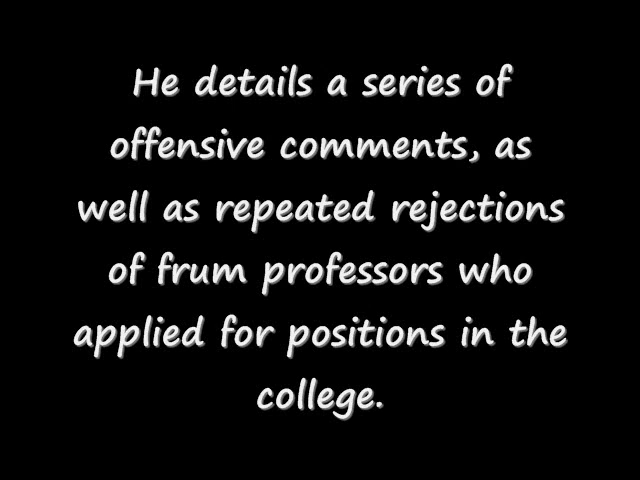 He details a series of
offensive comments, as
well as repeated rejections
of frum professors who
applied for positions in the
college.